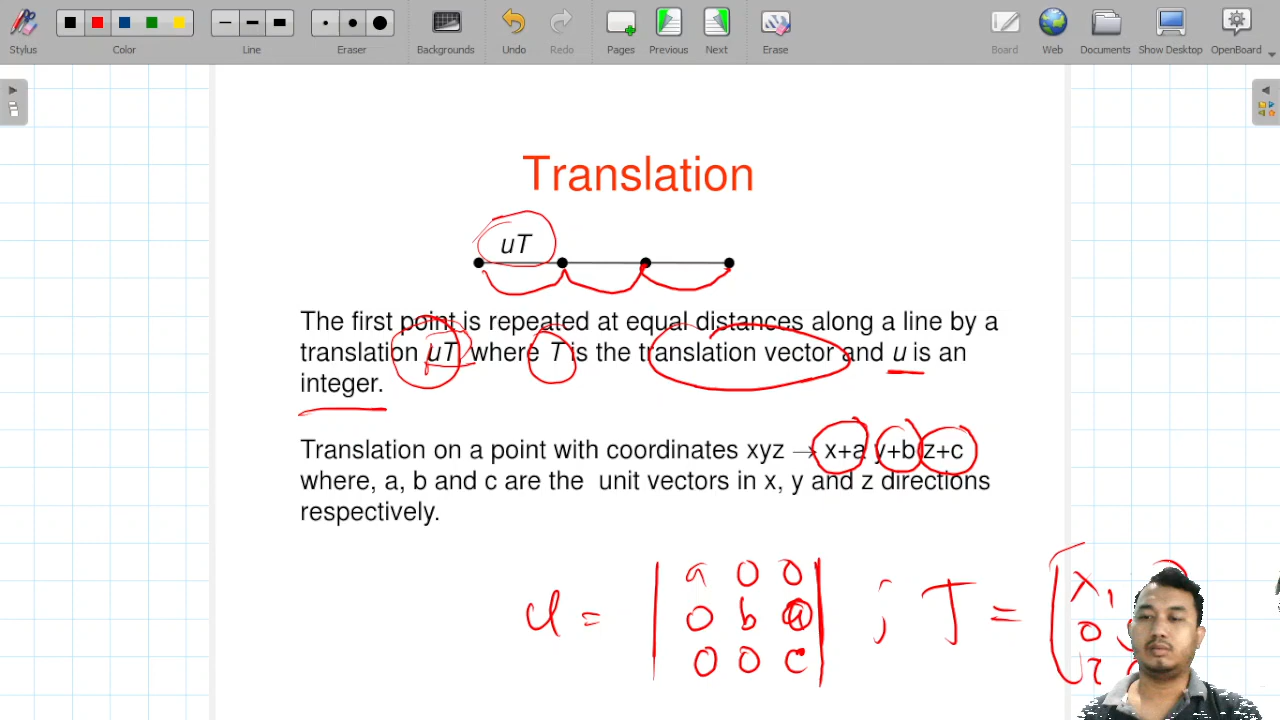 Stylus
Color
Line
Eraser
Backgrounds
Undo
Redo
Pages
Previous
Next
Erase
Board
Web
Documents
Show Desktop
OpenBoard
Translation
uT
The first point is repeated at equal distances along a line by a
translation uT where T is the translation vector and u is an
integer.
Translation on a point with coordinates xyz → x+a y+b z+c
where, a, b and c are the unit vectors in x, y and z directions
respectively.
a 0 0
u = 0 b ; T =
0 0 c